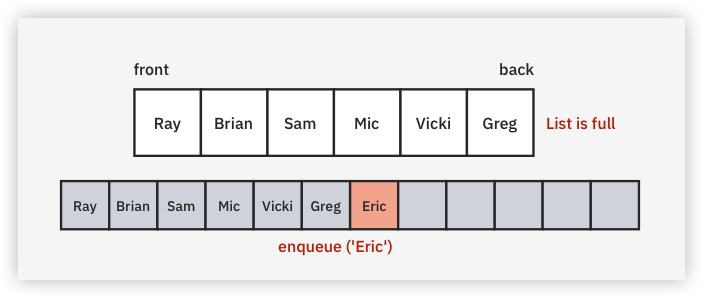 front back
Ray Brian Sam Mic Vicki Greg List is full
Ray Brian Sam Mic Vicki Greg Eric
enqueue ('Eric')